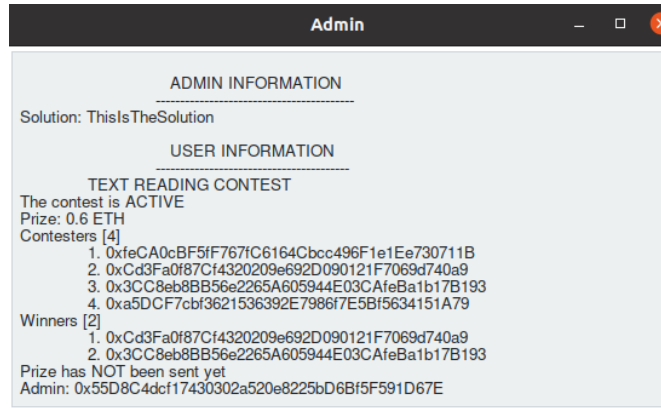 Admin
ADMIN INFORMATION
-----------------------------------------
Solution: ThisIsTheSolution
USER INFORMATION
----------------------------------------
TEXT READING CONTEST
The contest is ACTIVE
Prize: 0.6 ETH
Contesters [4]
1. 0xfeCA0cBF5fF767fC6164Cbcc496F1e1Ee730711B
2. 0xCd3Fa0f87Cf4320209e692D090121F7069d740a9
3. 0x3CC8eb8BB56e2265A605944E03CAfeBa1b17B193
4. 0xa5DCF7cbf3621536392E7986f7E5Bf5634151A79
Winners [2]
1. 0xCd3Fa0f87Cf4320209e692D090121F7069d740a9
2. 0x3CC8eb8BB56e2265A605944E03CAfeBa1b17B193
Prize has NOT been sent yet
Admin: 0x55D8C4dcf17430302a520e8225bD6Bf5F591D67E